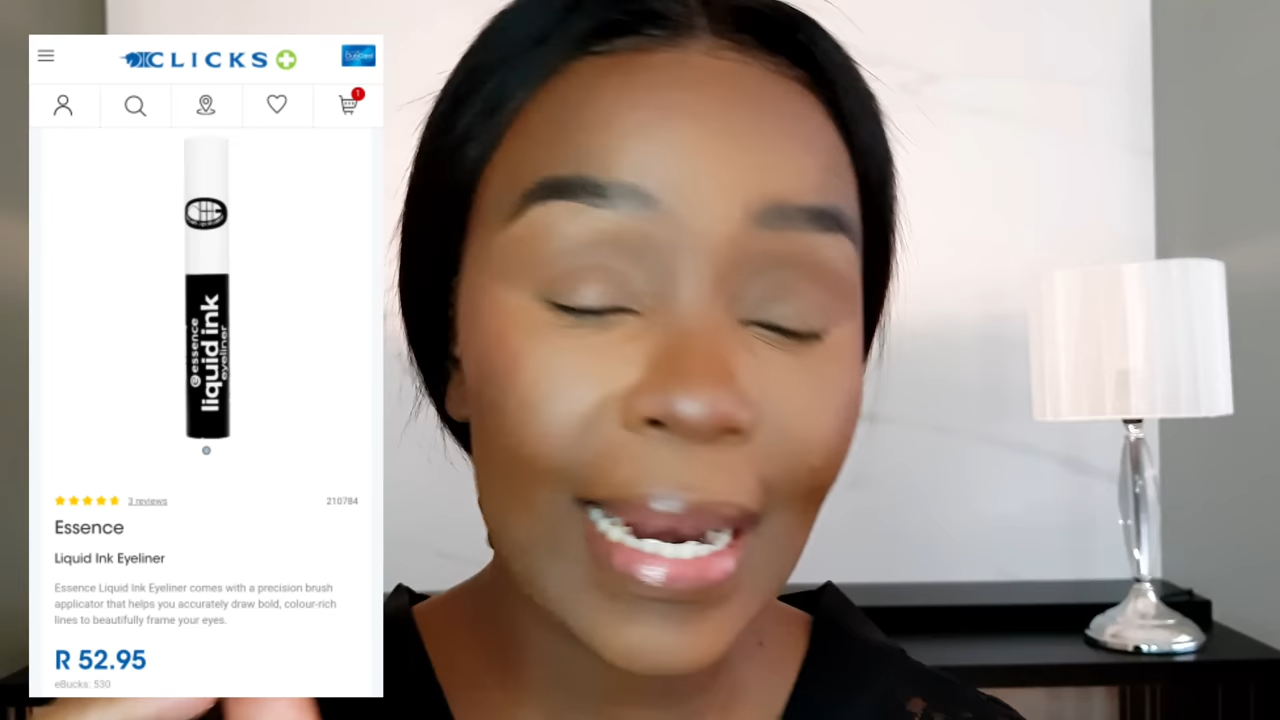 CLICKS
1
essence
liquid ink
eyeliner
3 reviews
210784
Essence
Liquid Ink Eyeliner
Essence Liquid Ink Eyeliner comes with a precision brush
applicator that helps you accurately draw bold, colour-rich
lines to beautifully frame your eyes.
R 52.95
eBucks: 530